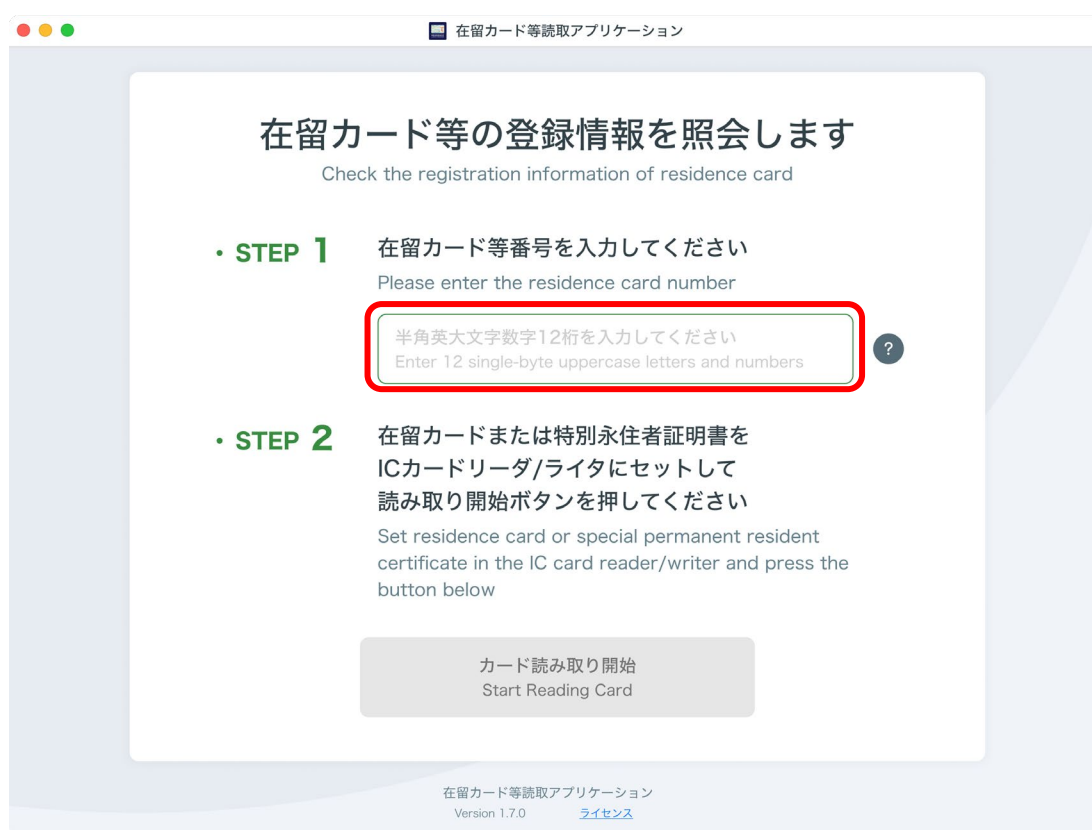 在留カード等読取アプリケーション
在留カード等の登録情報を照会します
Check the registration information of residence card
・STEP 1
在留カード等番号を入力してください
Please enter the residence card number
半角英大文字数字12桁を入力してください
Enter 12 single-byte uppercase letters and numbers
?
・STEP 2
在留カードまたは特別永住者証明書を
ICカードリーダ/ライタにセットして
読み取り開始ボタンを押してください
Set residence card or special permanent resident
certificate in the IC card reader/writer and press the
button below
カード読み取り開始
Start Reading Card
在留カード等読取アプリケーション
Version 1.7.0 ライセンス